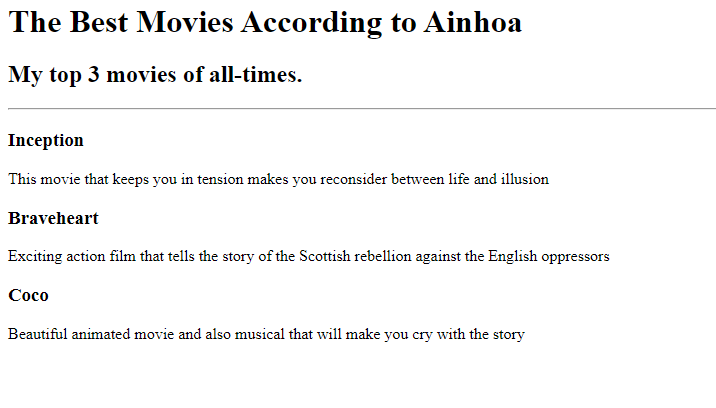 The Best Movies According to Ainhoa
My top 3 movies of all-times.
Inception
This movie that keeps you in tension makes you reconsider between life and illusion
Braveheart
Exciting action film that tells the story of the Scottish rebellion against the English oppressors
Coco
Beautiful animated movie and also musical that will make you cry with the story